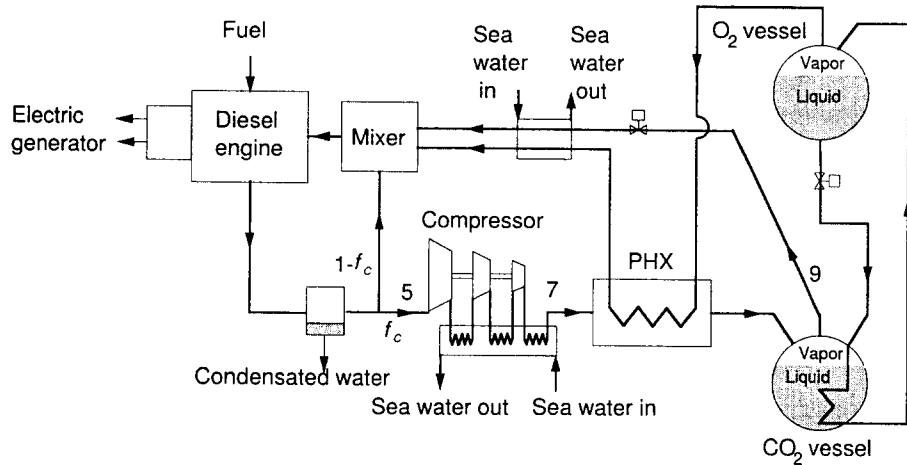 Fuel
Sea
water
in
Sea
water
out
O2 vessel
Vapor
Liquid
Electric
generator
Diesel
engine
Mixer
Compressor
1-fc
5
fc
7
PHX
9
Vapor
Liquid
Condensated water
Sea water out
Sea water in
CO2 vessel